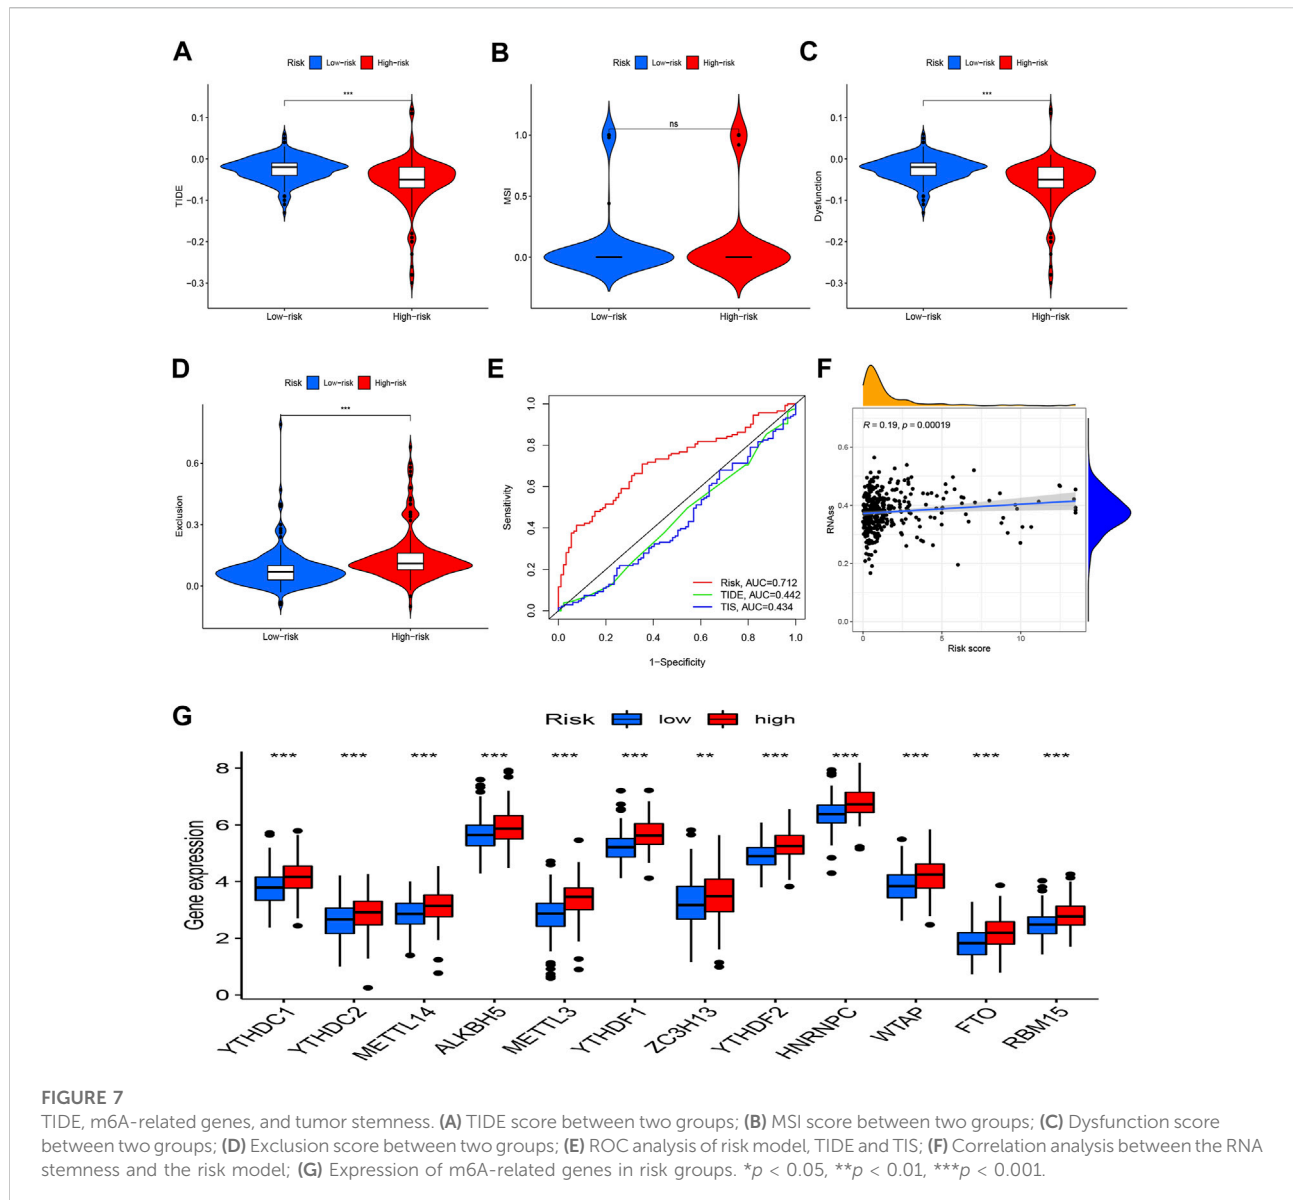 A
Risk Low-risk High-risk
***
TIDE
0.1
0.0
−0.1
−0.2
−0.3
Low-risk High-risk
B
Risk Low-risk High-risk
ns
MSI
1.0
0.5
0.0
Low-risk High-risk
C
Risk Low-risk High-risk
***
Dysfunction
0.1
0.0
−0.1
−0.2
−0.3
Low-risk High-risk
D
Risk Low-risk High-risk
***
Exclusion
0.6
0.3
0.0
Low-risk High-risk
E
Sensitivity
1.0
0.8
0.6
0.4
0.2
0.0
Risk, AUC=0.712
TIDE, AUC=0.442
TIS, AUC=0.434
0.0 0.2 0.4 0.6 0.8 1.0
1−Specificity
F
R = 0.19, p = 0.00019
RNAss
0.6
0.4
0.2
0.0
0 5 10
Risk score
G
Risk low high
*** *** *** *** *** *** ** *** *** *** *** ***
Gene expression
8
6
4
2
0
YTHDC1 YTHDC2 METTL14 ALKBH5 METTL3 YTHDF1 ZC3H13 YTHDF2 HNRNPC WTAP FTO RBM15
FIGURE 7
TIDE, m6A-related genes, and tumor stemness. (A) TIDE score between two groups; (B) MSI score between two groups; (C) Dysfunction score
between two groups; (D) Exclusion score between two groups; (E) ROC analysis of risk model, TIDE and TIS; (F) Correlation analysis between the RNA
stemness and the risk model; (G) Expression of m6A-related genes in risk groups. *p < 0.05, **p < 0.01, ***p < 0.001.